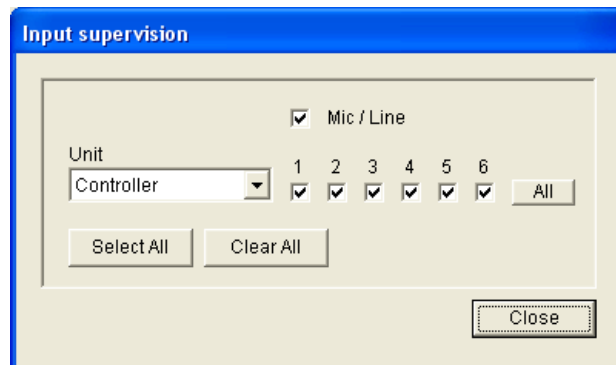 Input supervision
Mic / Line
Unit
1 2 3 4 5 6
Controller
All
Select All
Clear All
Close